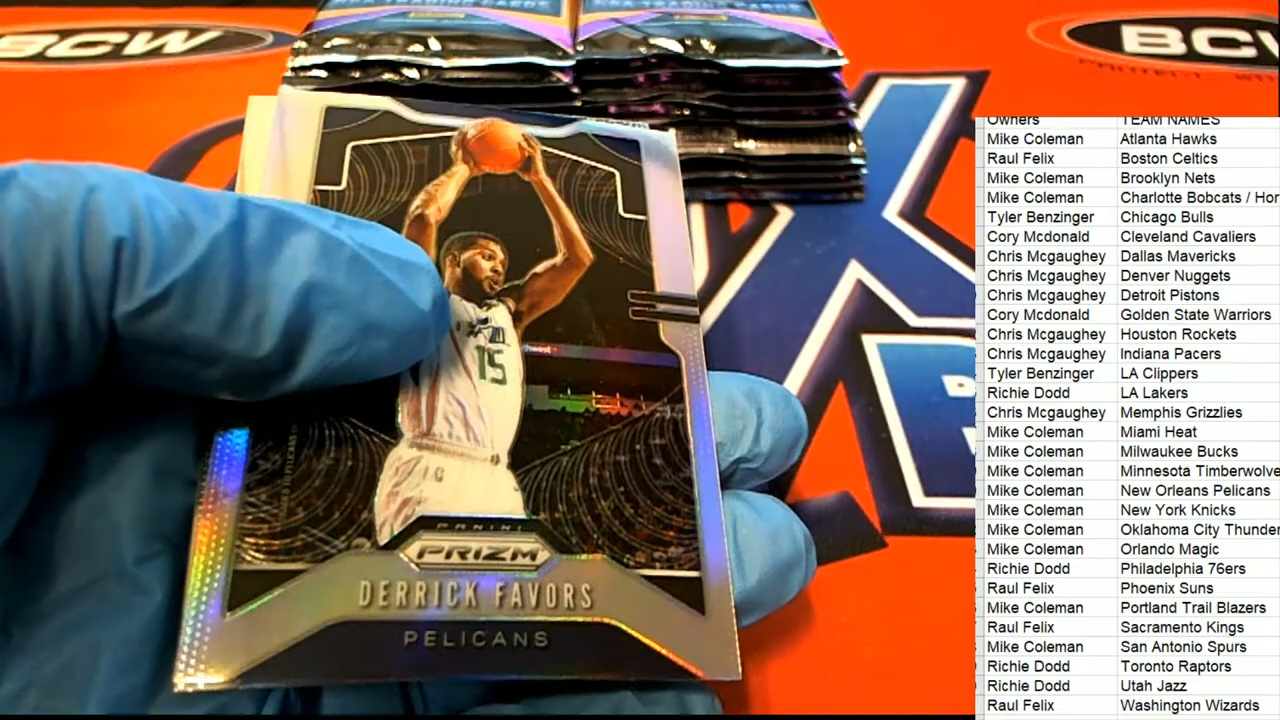 NBA TRADING CARDS
NBA TRADING CARDS
BCW
BCW
15
PANINI
PRIZM
DERRICK FAVORS
PELICANS
Owners TEAM NAMES
Mike Coleman Atlanta Hawks
Raul Felix Boston Celtics
Mike Coleman Brooklyn Nets
Mike Coleman Charlotte Bobcats / Hor
Tyler Benzinger Chicago Bulls
Cory Mcdonald Cleveland Cavaliers
Chris Mcgaughey Dallas Mavericks
Chris Mcgaughey Denver Nuggets
Chris Mcgaughey Detroit Pistons
Cory Mcdonald Golden State Warriors
Chris Mcgaughey Houston Rockets
Chris Mcgaughey Indiana Pacers
Tyler Benzinger LA Clippers
Richie Dodd LA Lakers
Chris Mcgaughey Memphis Grizzlies
Mike Coleman Miami Heat
Mike Coleman Milwaukee Bucks
Mike Coleman Minnesota Timberwolve
Mike Coleman New Orleans Pelicans
Mike Coleman New York Knicks
Mike Coleman Oklahoma City Thunder
Mike Coleman Orlando Magic
Richie Dodd Philadelphia 76ers
Raul Felix Phoenix Suns
Mike Coleman Portland Trail Blazers
Raul Felix Sacramento Kings
Mike Coleman San Antonio Spurs
Richie Dodd Toronto Raptors
Richie Dodd Utah Jazz
Raul Felix Washington Wizards